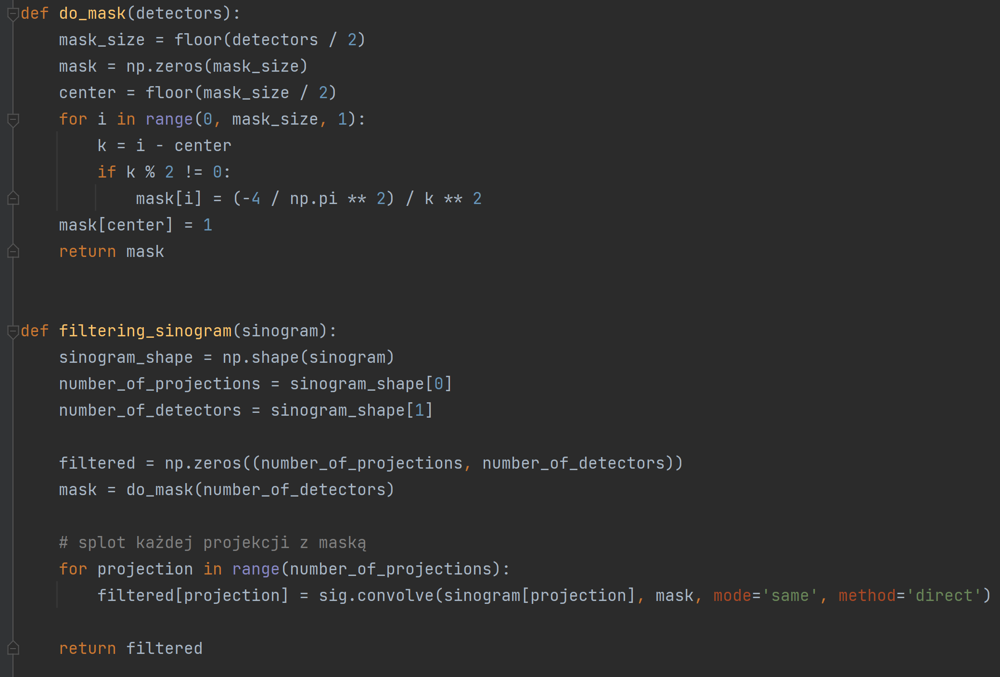 def do_mask(detectors):
    mask_size = floor(detectors / 2)
    mask = np.zeros(mask_size)
    center = floor(mask_size / 2)
    for i in range(0, mask_size, 1):
        k = i - center
        if k % 2 != 0:
            mask[i] = (-4 / np.pi ** 2) / k ** 2
    mask[center] = 1
    return mask
def filtering_sinogram(sinogram):
    sinogram_shape = np.shape(sinogram)
    number_of_projections = sinogram_shape[0]
    number_of_detectors = sinogram_shape[1]
    filtered = np.zeros((number_of_projections, number_of_detectors))
    mask = do_mask(number_of_detectors)
    # splot każdej projekcji z maską
    for projection in range(number_of_projections):
        filtered[projection] = sig.convolve(sinogram[projection], mask, mode='same', method='direct')
    return filtered